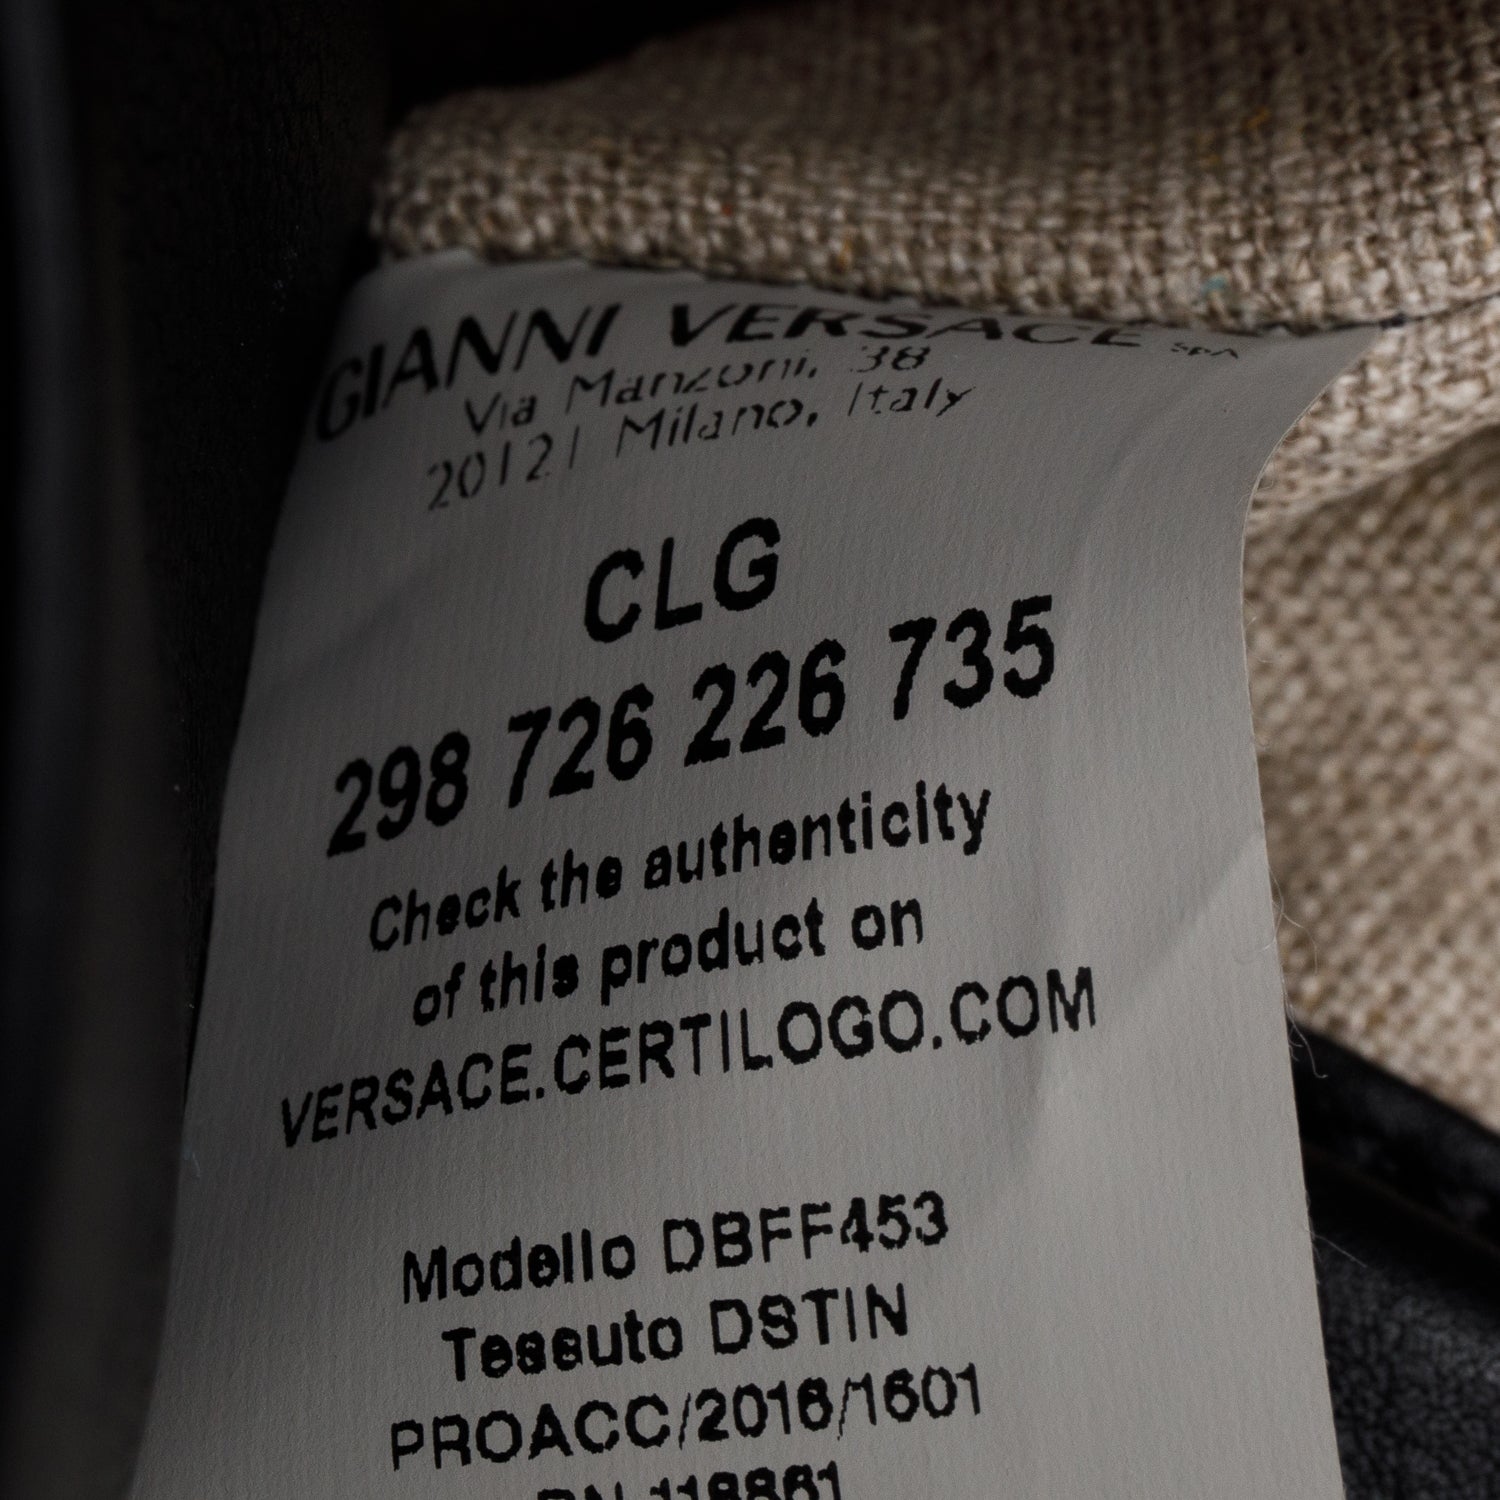 GIANNI VERSACE SPA
Via Manzoni, 38
20121 Milano, Italy
CLG
298 726 226 735
Check the authenticity
of this product on
VERSACE.CERTILOGO.COM
Modello DBFF453
Tessuto DSTIN
PROACC/2016/1601